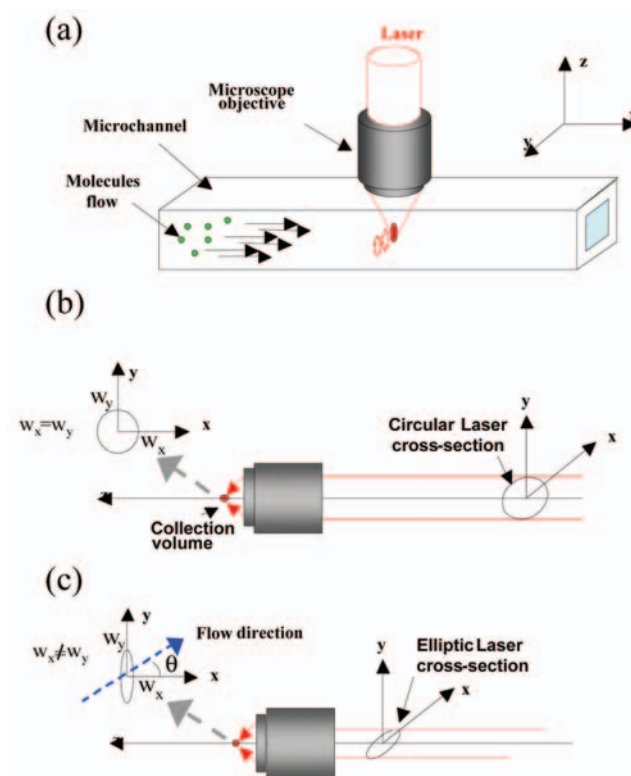 (a)
Laser
z
Microscope
objective
Microchannel
y
Molecules
flow
(b)
y
Wy
x
Wx
Wx=Wy
y
Circular Laser
cross-section
x
Collection
volume
(c)
y
Wy
Flow direction
Wx≠Wy
θ
Wx
x
y
Elliptic Laser
cross-section
x